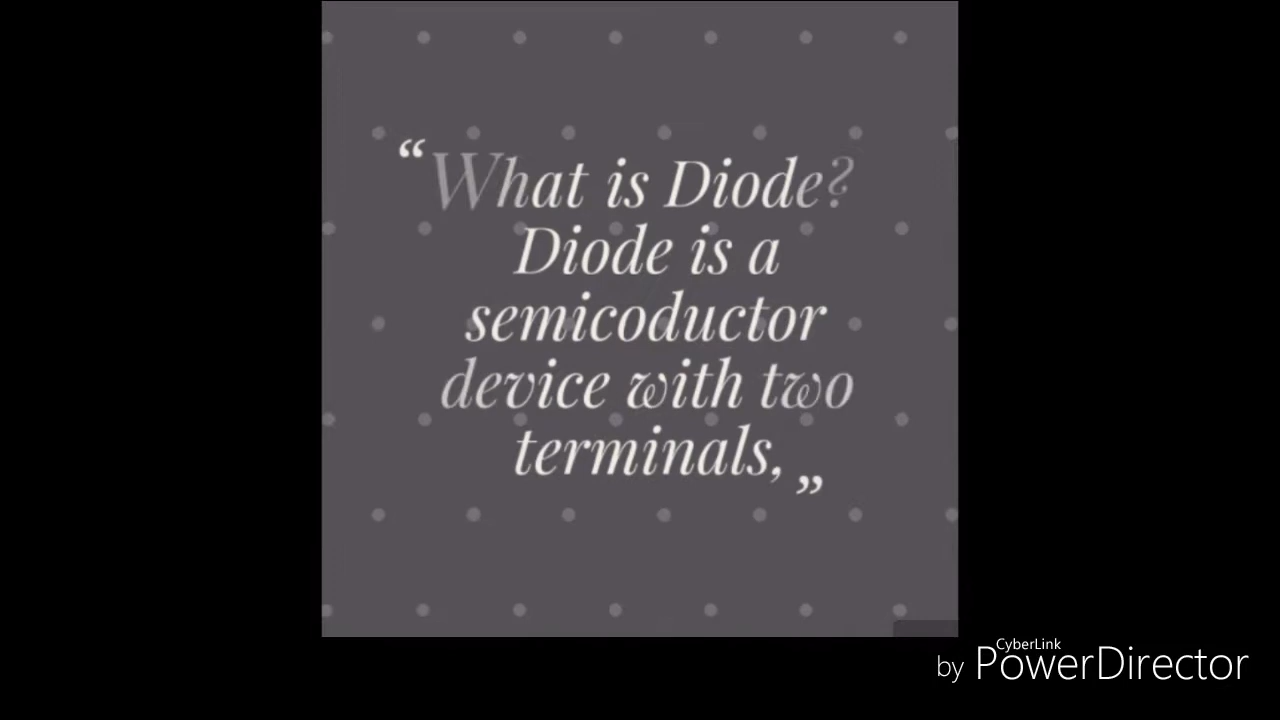 “What is Diode?
Diode is a
semicoductor
device with two
terminals,”
by CyberLink PowerDirector